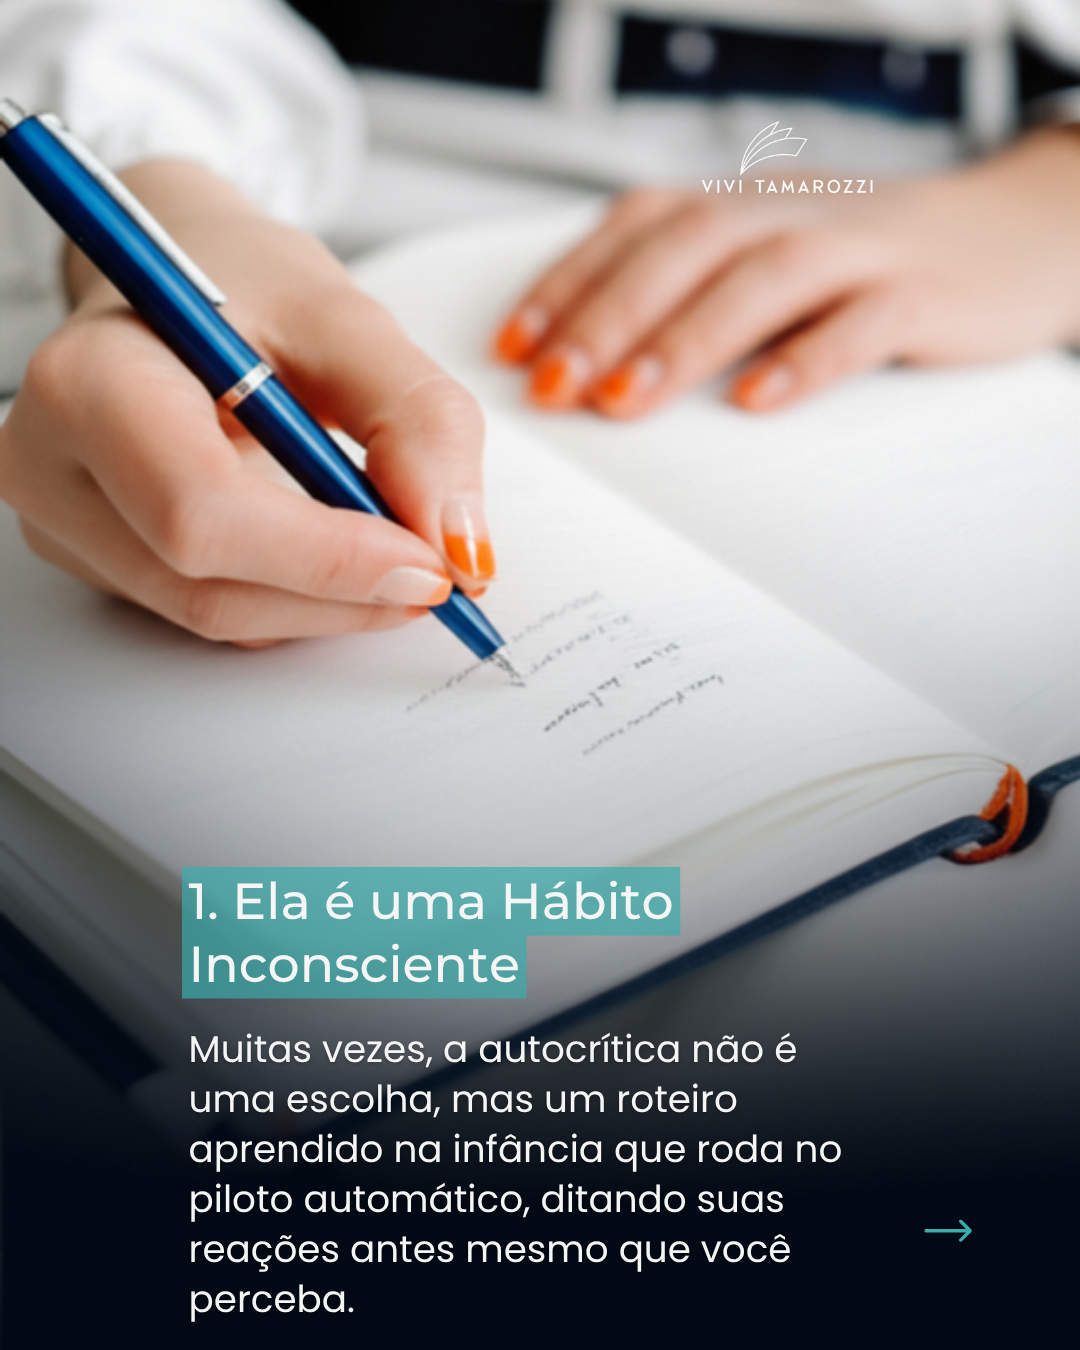 VIVI TAMAROZZI
1. Ela é uma Hábito
Inconsciente
Muitas vezes, a autocrítica não é
uma escolha, mas um roteiro
aprendido na infância que roda no
piloto automático, ditando suas
reações antes mesmo que você
perceba.